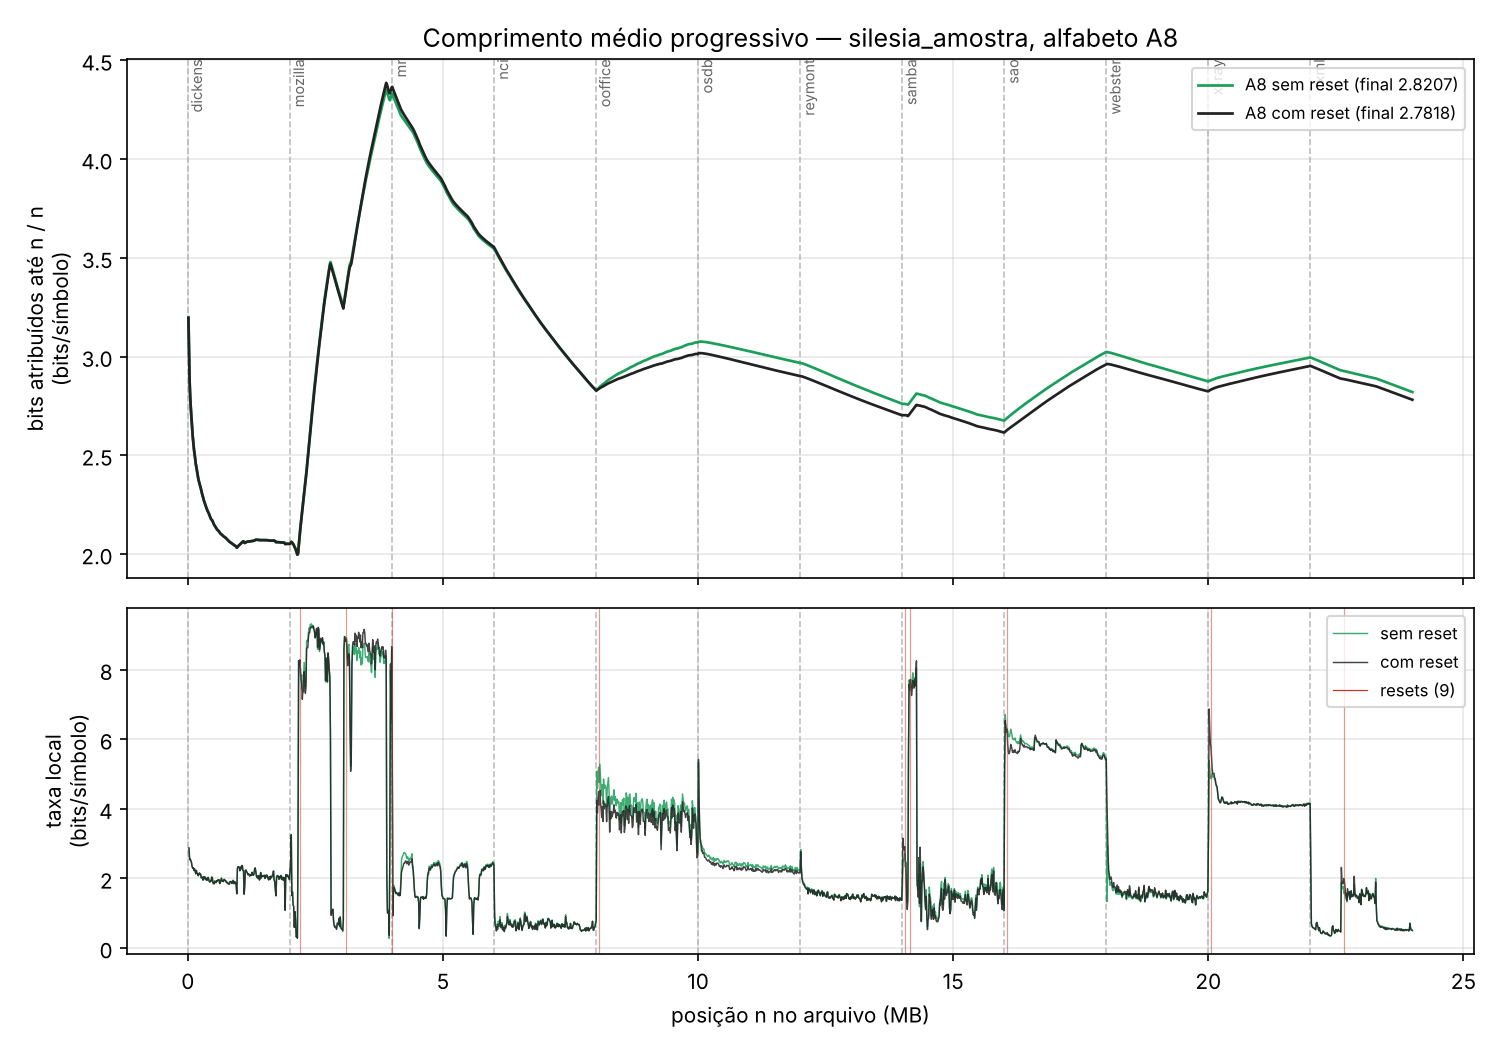 Comprimento médio progressivo — silesia_amostra, alfabeto A8
bits atribuídos até n / n
(bits/símbolo)
4.5
4.0
3.5
3.0
2.5
2.0
dickens
mozilla
mr
nci
ooffice
osdb
reymont
samba
sao
webster
A8 sem reset (final 2.8207)
A8 com reset (final 2.7818)
taxa local
(bits/símbolo)
8
6
4
2
0
sem reset
com reset
resets (9)
0
5
10
15
20
25
posição n no arquivo (MB)